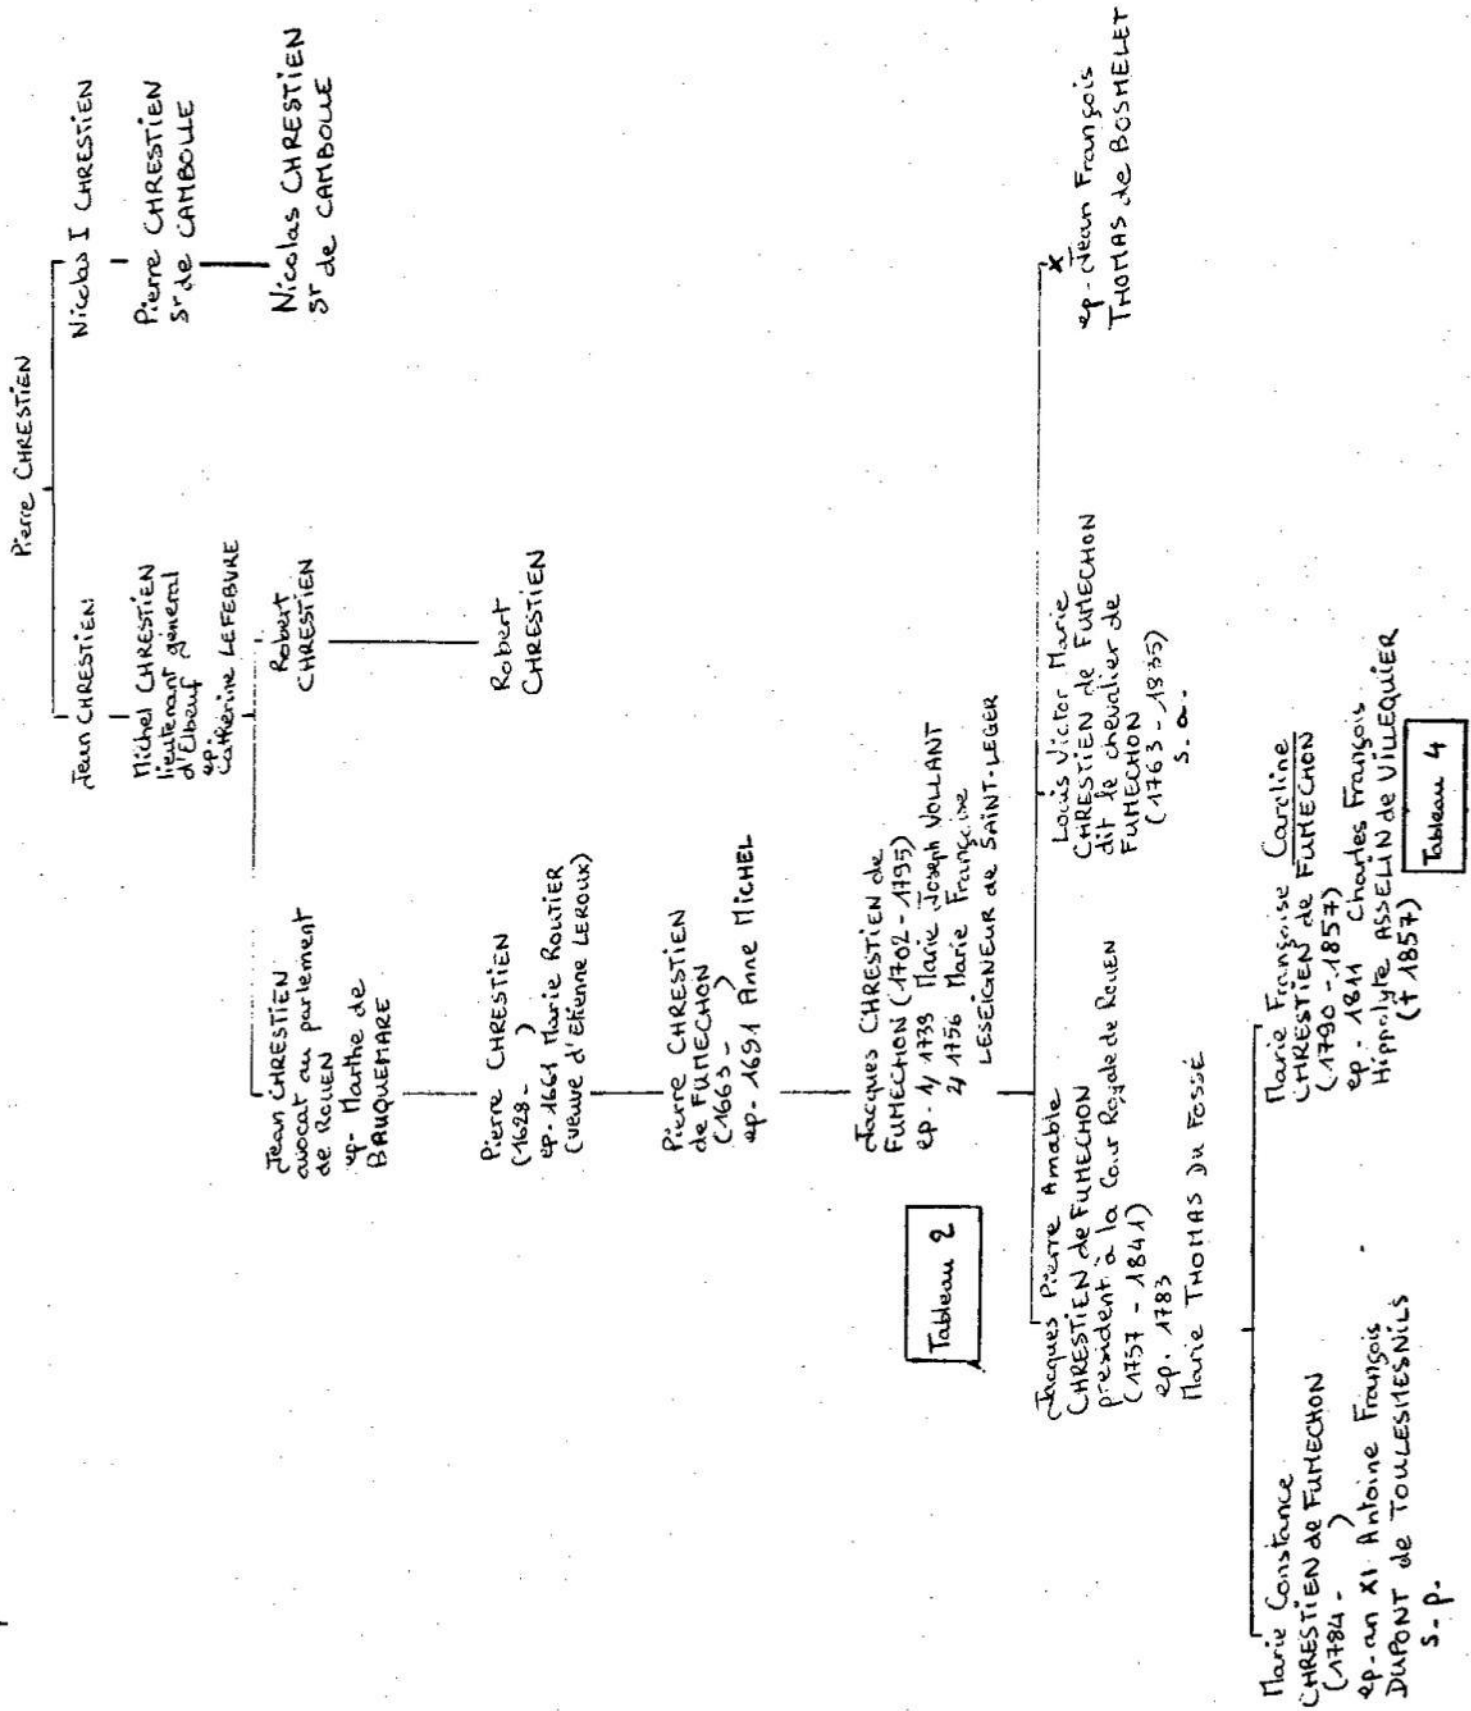 Pierre CHRESTIEN
Jean CHRESTIEN
Nicolas I CHRESTIEN
Michel CHRESTIEN
lieutenant général
d'Elbeuf
ep.
Catherine LEFEBVRE
Pierre CHRESTIEN
Sr de CAMBOLLE
Jean CHRESTIEN
avocat au parlement
de ROUEN
ep- Marthe de
BAUQUEMARE
Robert
CHRESTIEN
Nicolas CHRESTIEN
Sr de CAMBOLLE
Pierre CHRESTIEN
(1628- )
ep. 1661 Marie ROUTIER
(veuve d'Etienne LEROUX)
Robert
CHRESTIEN
Pierre CHRESTIEN
de FUMECHON
(1663- )
ep. 1691 Anne MICHEL
Jacques CHRESTIEN de
FUMECHON (1702-1795)
ep. 1/ 1733 Marie Joseph VOLLANT
2/ 1756 Marie Françoise
LESEIGNEUR de SAINT-LEGER
Tableau 2
Jacques Pierre Amable
CHRESTIEN de FUMECHON
président à la Cour Royale de ROUEN
(1757 - 1841)
ep. 1783
Marie THOMAS DU FOSSÉ
Louis Victor Marie
CHRESTIEN de FUMECHON
dit le chevalier de
FUMECHON
(1763 - 1835)
s. a.
x
ep- Jean François
THOMAS de BOSMELET
Marie Constance
CHRESTIEN de FUMECHON
(1784 - )
ep- an XI Antoine François
DUPONT de TOULESMESNILS
s-p-
Marie Françoise Caroline
CHRESTIEN de FUMECHON
(1790 - 1857)
ep - 1811 Charles François
Hippolyte ASSELIN de VILLEQUIER
(† 1857)
Tableau 4